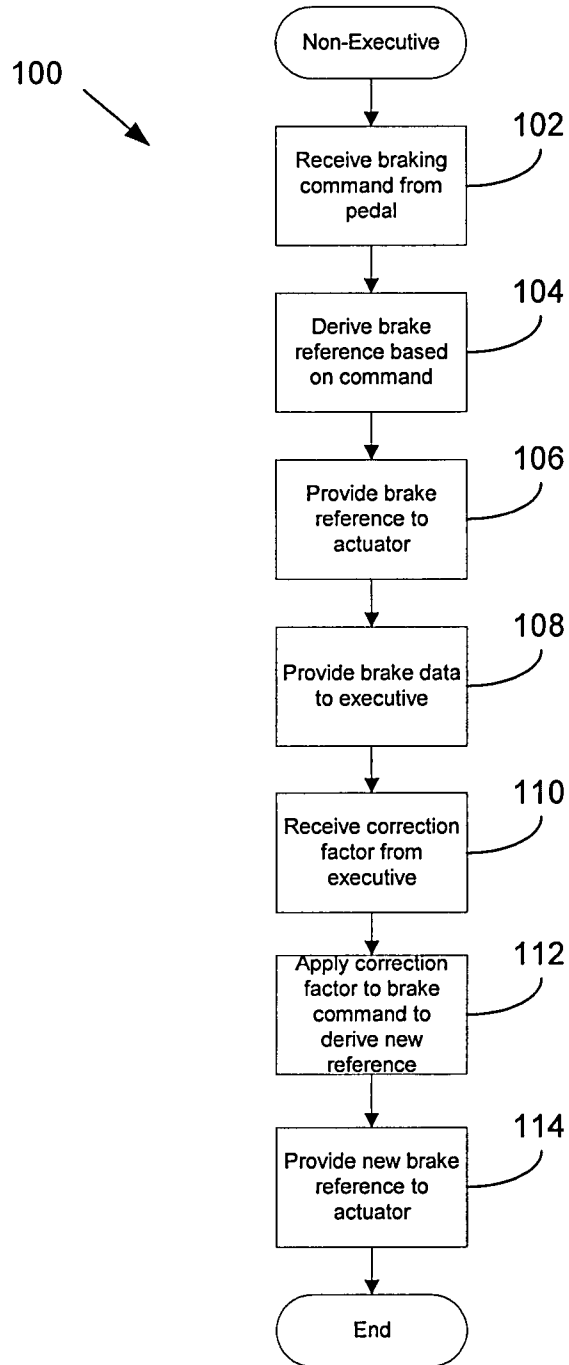 Non-Executive
100
102
Receive braking
command from
pedal
104
Derive brake
reference based
on command
106
Provide brake
reference to
actuator
108
Provide brake data
to executive
110
Receive correction
factor from
executive
112
Apply correction
factor to brake
command to
derive new
reference
114
Provide new brake
reference to
actuator
End